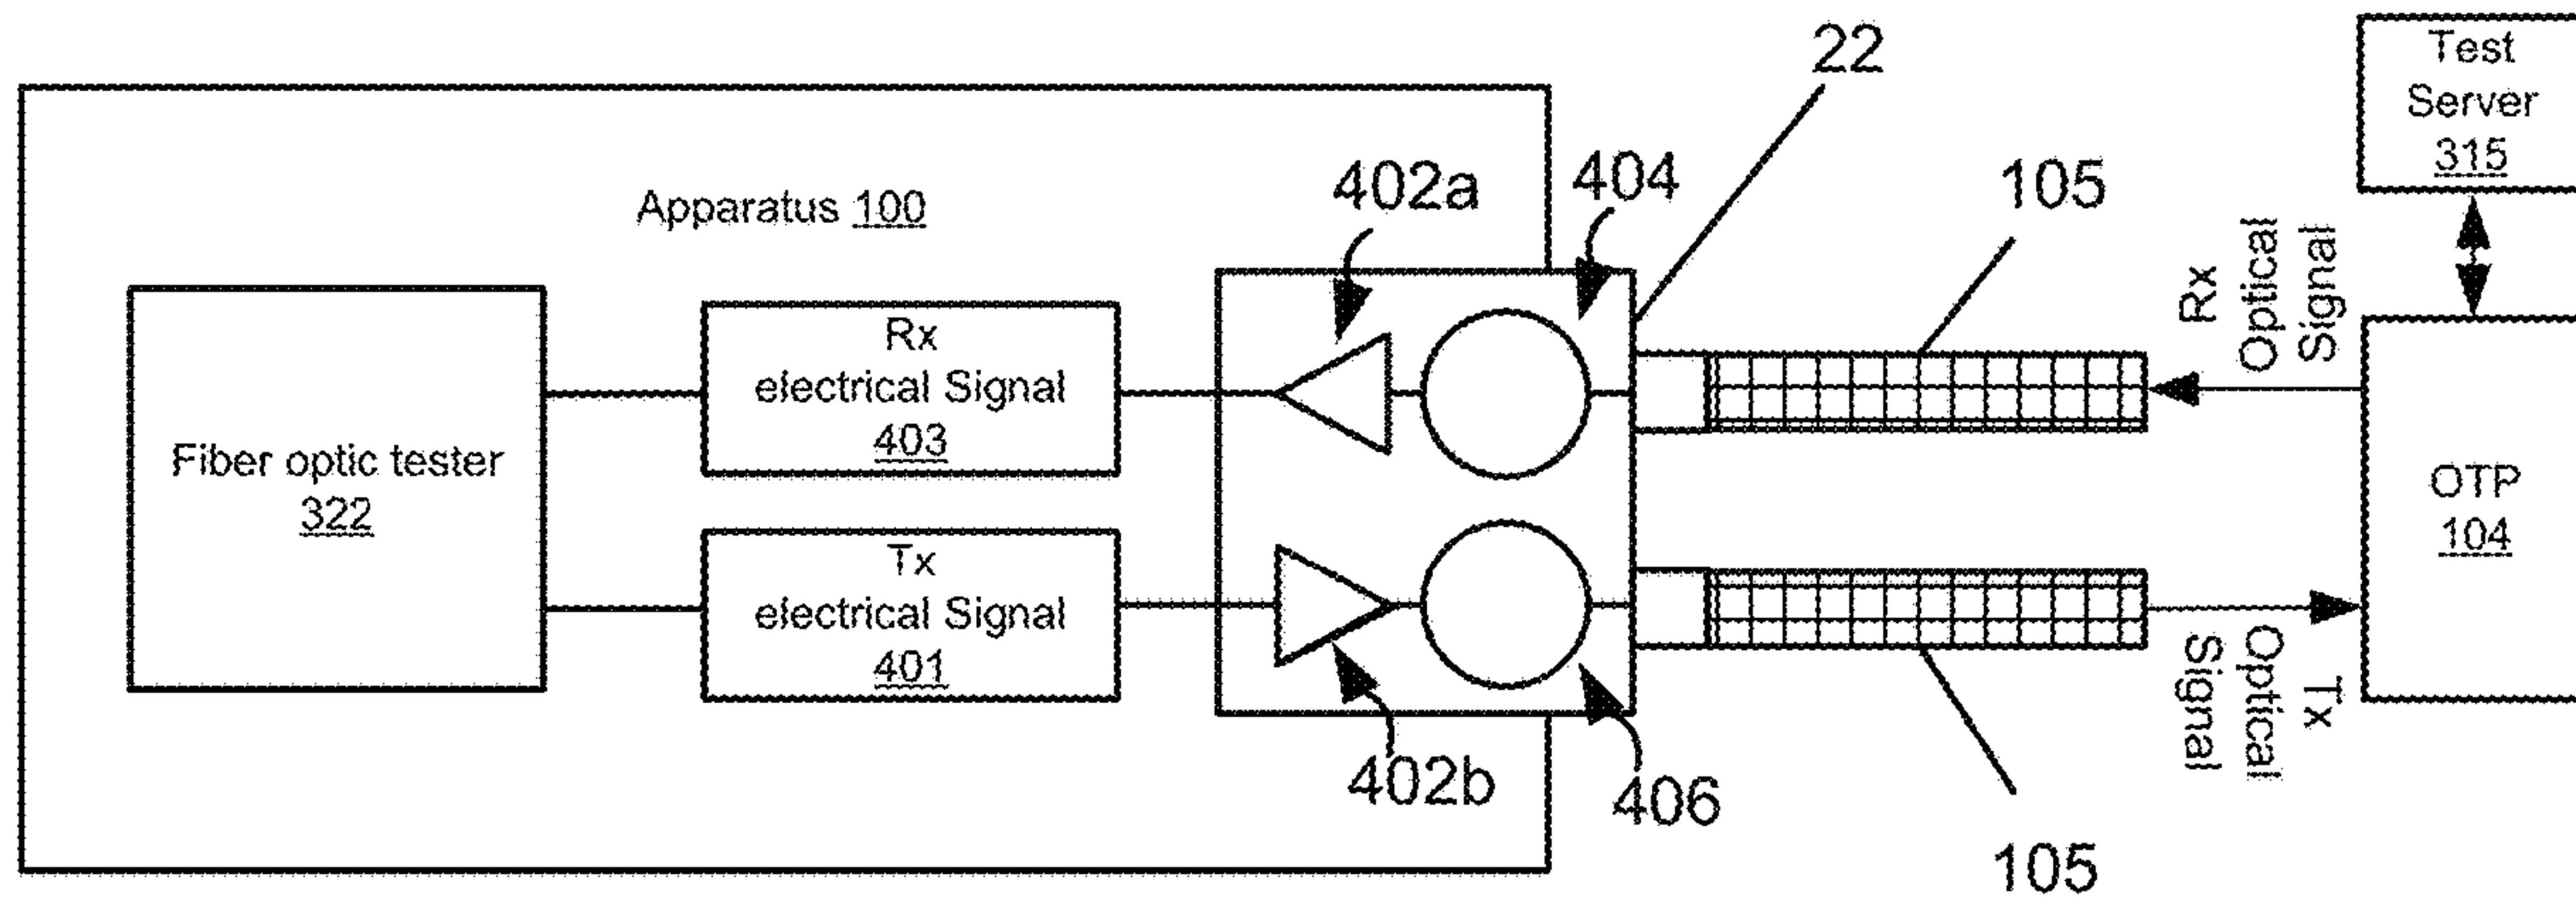 22
Test
Server
315
402a
404
105
Apparatus 100
Rx
Optical
Signal
Rx
electrical Signal
403
Fiber optic tester
322
OTP
104
Tx
electrical Signal
401
Tx
Optical
Signal
402b
406
105